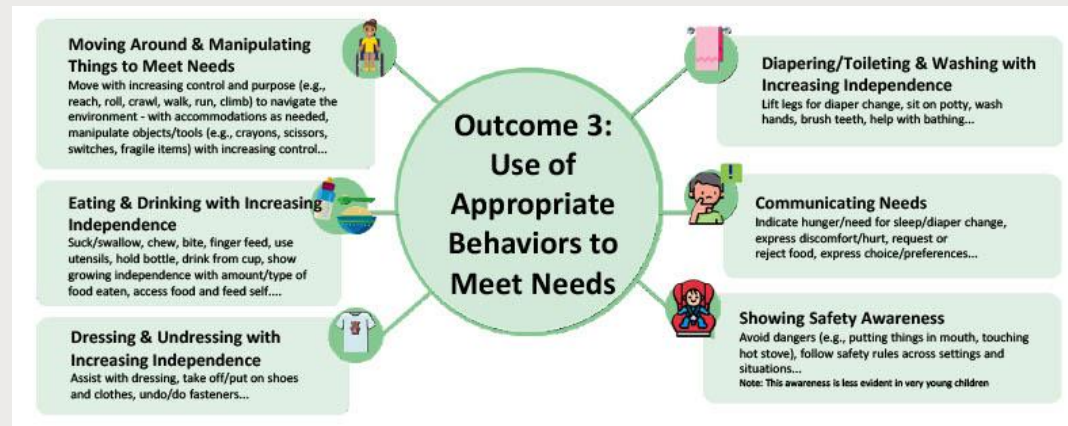 Moving Around & Manipulating
Things to Meet Needs
Move with increasing control and purpose (e.g.,
reach, roll, crawl, walk, run, climb) to navigate the
environment - with accommodations as needed,
manipulate objects/tools (e.g., crayons, scissors,
switches, fragile items) with increasing control...
Eating & Drinking with Increasing
Independence
Suck/swallow, chew, bite, finger feed, use
utensils, hold bottle, drink from cup, show
growing independence with amount/type of
food eaten, access food and feed self....
Dressing & Undressing with
Increasing Independence
Assist with dressing, take off/put on shoes
and clothes, undo/do fasteners...
Outcome 3:
Use of
Appropriate
Behaviors to
Meet Needs
Diapering/Toileting & Washing with
Increasing Independence
Lift legs for diaper change, sit on potty, wash
hands, brush teeth, help with bathing...
!
Communicating Needs
Indicate hunger/need for sleep/diaper change,
express discomfort/hurt, request or
reject food, express choice/preferences...
Showing Safety Awareness
Avoid dangers (e.g., putting things in mouth, touching
hot stove), follow safety rules across settings and
situations...
Note: This awareness is less evident in very young children